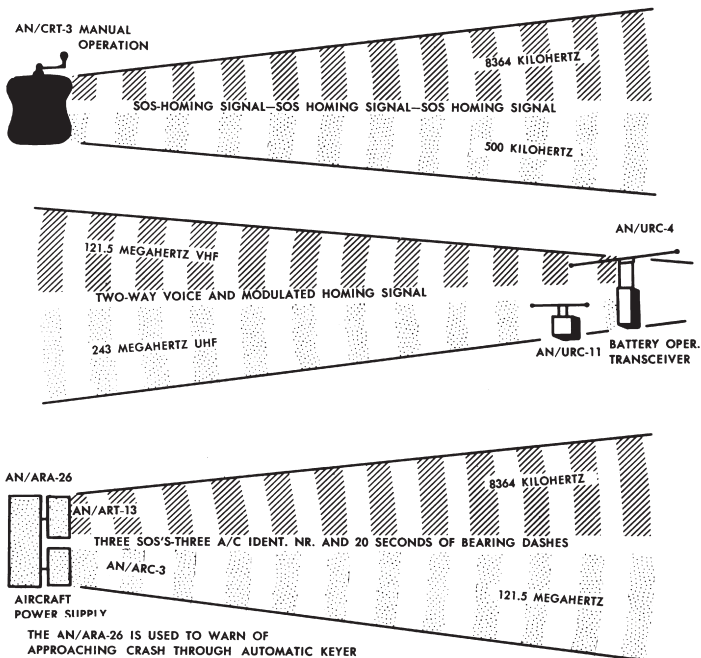 AN/CRT-3 MANUAL
OPERATION
8364 KILOHERTZ
SOS-HOMING SIGNAL—SOS HOMING SIGNAL—SOS HOMING SIGNAL
500 KILOHERTZ
AN/URC-4
121.5 MEGAHERTZ VHF
TWO-WAY VOICE AND MODULATED HOMING SIGNAL
243 MEGAHERTZ UHF
AN/URC-11
BATTERY OPER.
TRANSCEIVER
AN/ARA-26
8364 KILOHERTZ
AN/ART-13
THREE SOS'S-THREE A/C IDENT. NR. AND 20 SECONDS OF BEARING DASHES
AN/ARC-3
121.5 MEGAHERTZ
AIRCRAFT
POWER SUPPLY
THE AN/ARA-26 IS USED TO WARN OF
APPROACHING CRASH THROUGH AUTOMATIC KEYER